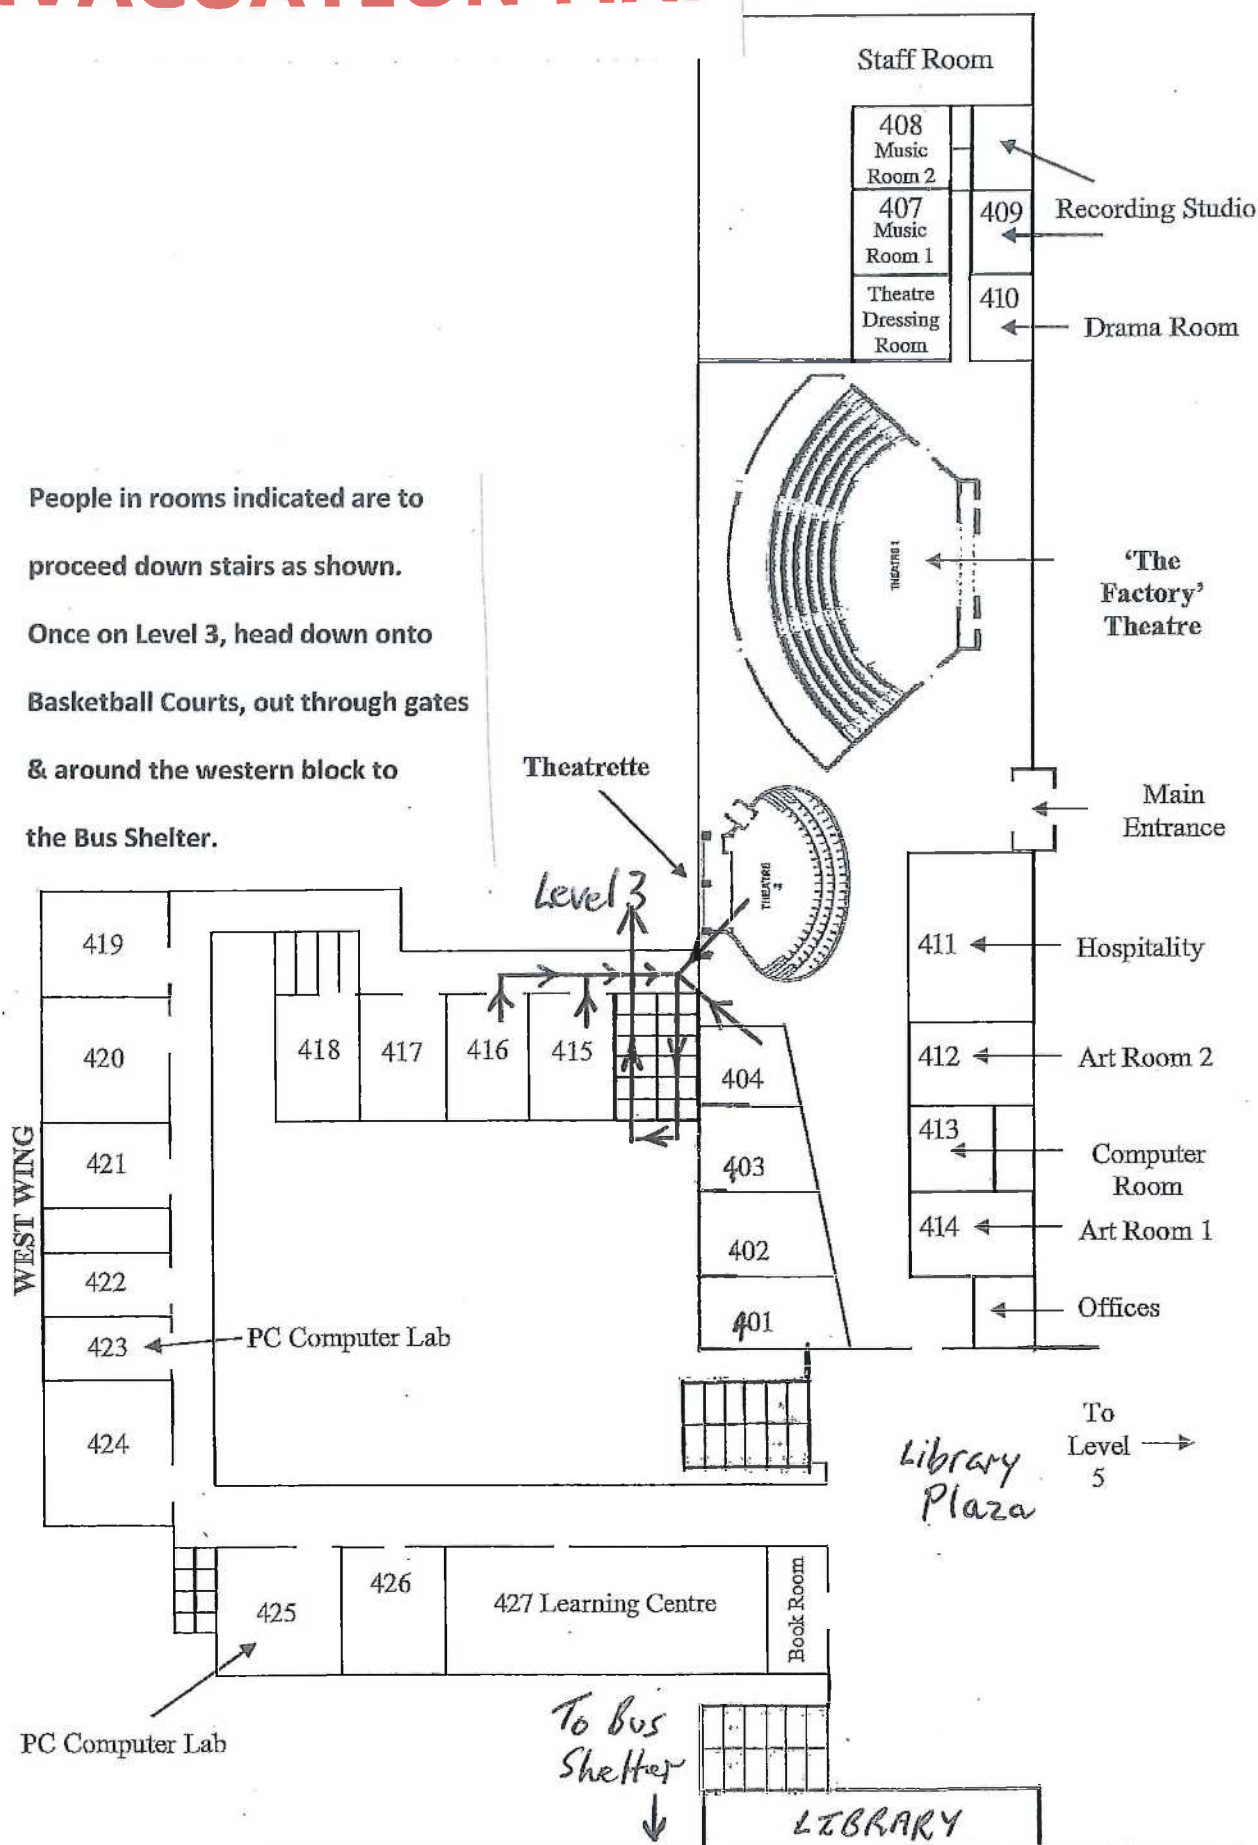 Staff Room
408
Music
Room 2
407
Music
Room 1
409
Recording Studio
Theatre
Dressing
Room
410
Drama Room
People in rooms indicated are to
proceed down stairs as shown.
Once on Level 3, head down onto
Basketball Courts, out through gates
& around the western block to
the Bus Shelter.
THEATRE 1
'The
Factory'
Theatre
Theatrette
Main
Entrance
Level 3
411
Hospitality
419
420
418
417
416
415
404
412
Art Room 2
WEST WING
421
403
413
Computer
Room
414
Art Room 1
422
402
401
Offices
423
PC Computer Lab
424
Library
Plaza
To
Level
5
425
426
427 Learning Centre
Book Room
PC Computer Lab
To Bus
Shelter
LIBRARY